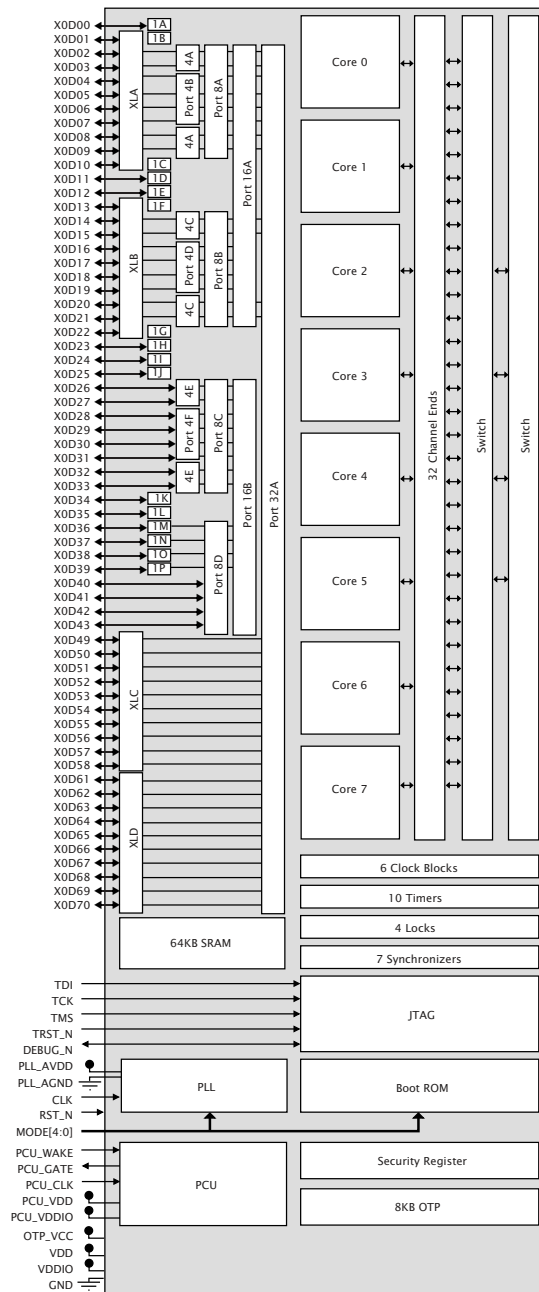 X0D00
X0D01
X0D02
X0D03
X0D04
X0D05
X0D06
X0D07
X0D08
X0D09
X0D10
X0D11
X0D12
X0D13
X0D14
X0D15
X0D16
X0D17
X0D18
X0D19
X0D20
X0D21
X0D22
X0D23
X0D24
X0D25
X0D26
X0D27
X0D28
X0D29
X0D30
X0D31
X0D32
X0D33
X0D34
X0D35
X0D36
X0D37
X0D38
X0D39
X0D40
X0D41
X0D42
X0D43
X0D49
X0D50
X0D51
X0D52
X0D53
X0D54
X0D55
X0D56
X0D57
X0D58
X0D61
X0D62
X0D63
X0D64
X0D65
X0D66
X0D67
X0D68
X0D69
X0D70
TDI
TCK
TMS
TRST_N
DEBUG_N
PLL_AVDD
PLL_AGND
CLK
RST_N
MODE[4:0]
PCU_WAKE
PCU_GATE
PCU_CLK
PCU_VDD
PCU_VDDIO
OTP_VCC
VDD
VDDIO
GND
XLA
XLB
XLC
XLD
1A
1B
1C
1D
1E
1F
1G
1H
1I
1J
1K
1L
1M
1N
1O
1P
4A
Port 4B
4A
4C
Port 4D
4C
4E
Port 4F
4E
Port 8A
Port 8B
Port 8C
Port 8D
Port 16A
Port 16B
Port 32A
Core 0
Core 1
Core 2
Core 3
Core 4
Core 5
Core 6
Core 7
32 Channel Ends
Switch
Switch
6 Clock Blocks
10 Timers
4 Locks
7 Synchronizers
64KB SRAM
JTAG
PLL
Boot ROM
PCU
Security Register
8KB OTP